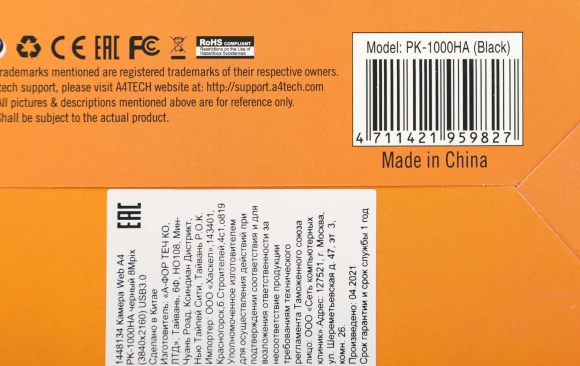 CE EAC FC RoHS COMPLIANT
Restrictions on the Use of
Hazardous Substances
trademarks mentioned are registered trademarks of their respective owners.
tech support, please visit A4TECH website at: http://support.a4tech.com
All pictures & descriptions mentioned above are for reference only.
Shall be subject to the actual product.
Model: PK-1000HA (Black)
4 711421 959827
Made in China
EAC
1448134 Камера Web A4
PK-1000HA черный 8Mpix
(3840x2160) USB3.0
Сделано в Китае
Изготовитель: «А-ФОР ТЕЧ КО,
ЛТД», Тайвань, 6Ф, НО108, Мин-
Чуань Роад, Ксиндиан Дистрикт,
Нью Тайпей Сити, Тайвань Р.О.К.
Импортер: ООО «Хаскел», 143401,
Красногорск,б.Строителей,4с1,о819
Уполномоченное изготовителем
для осуществления действий при
подтверждении соответствия и для
возложения ответственности за
несоответствие продукции
требованиям технического
регламента Таможенного союза
лицо: ООО «Сеть компьютерных
клиник» Адрес: 127521, г. Москва,
ул. Шереметьевская д. 47, эт 3,
комн. 26.
Произведено: 04.2021
Срок гарантии и срок службы 1 год